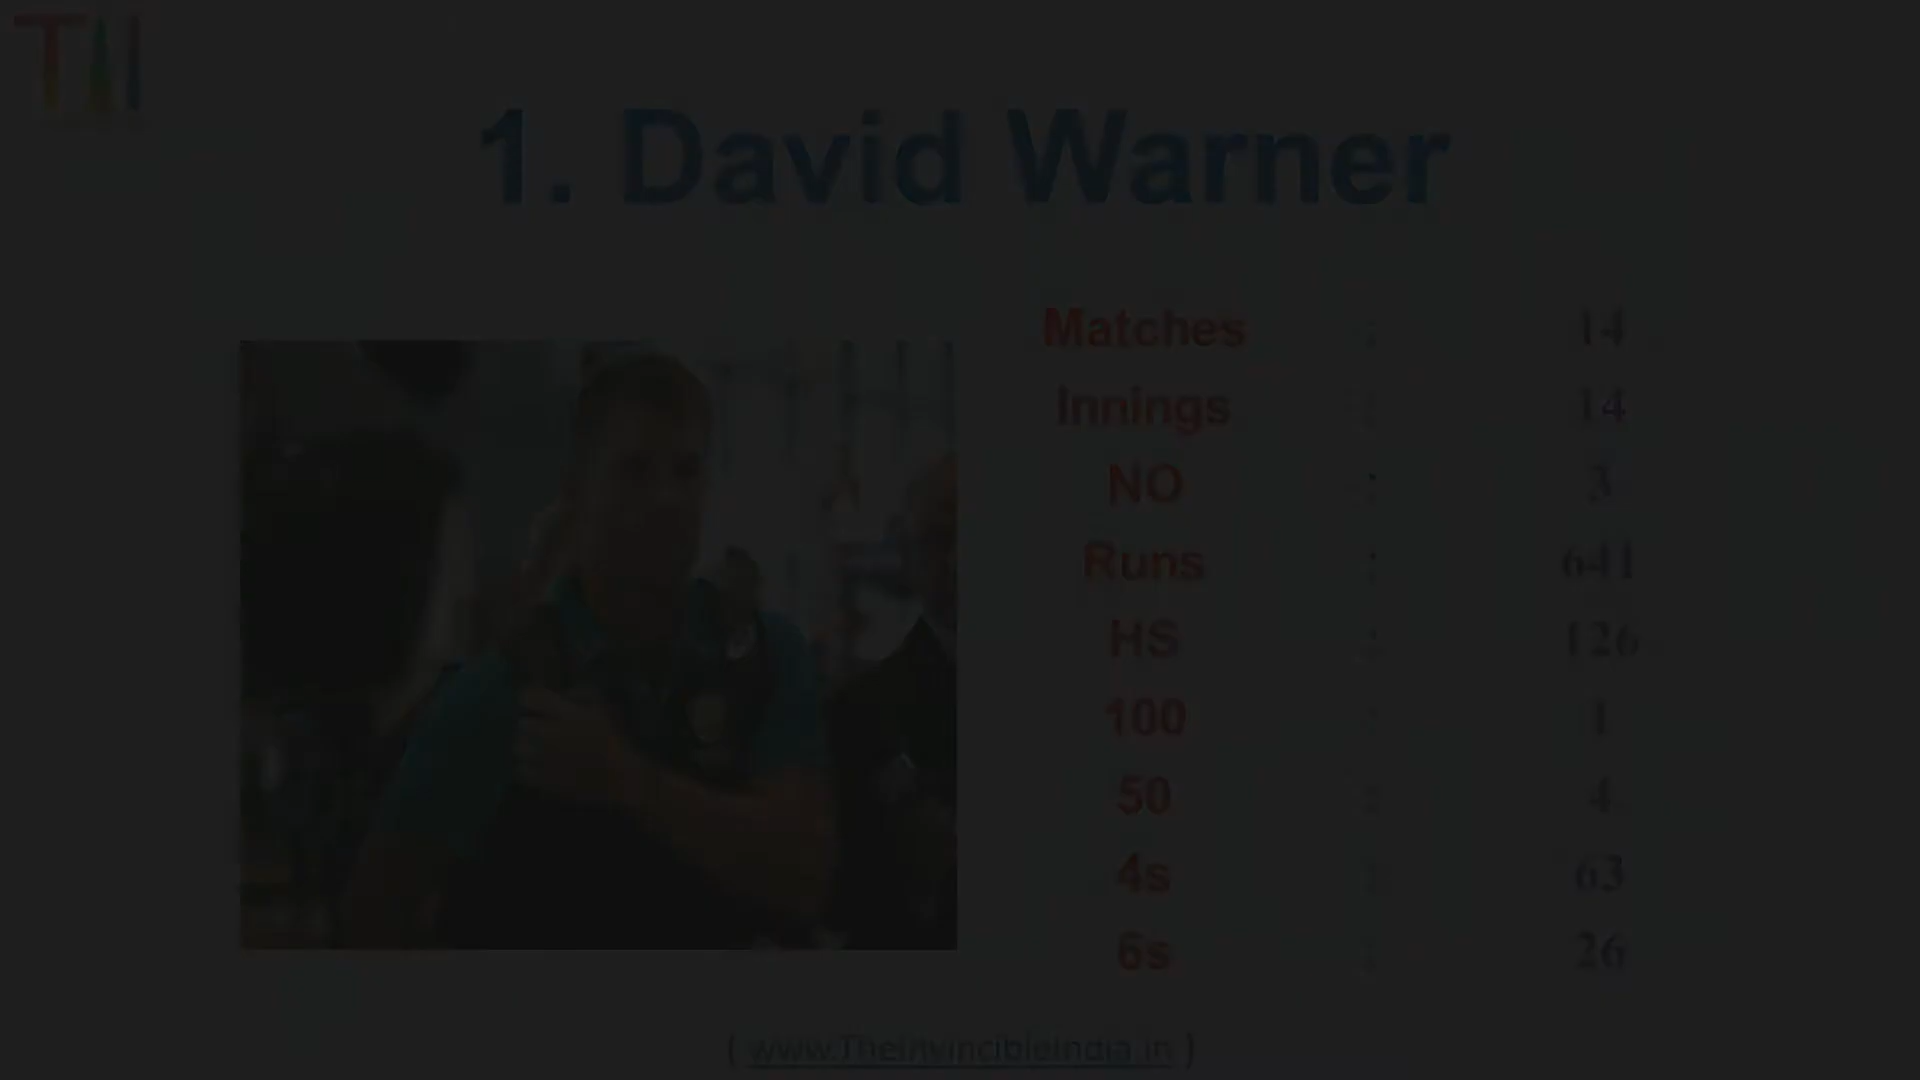 TII
1. David Warner
Matches : 14
Innings : 14
NO : 3
Runs : 641
HS : 126
100 : 1
50 : 4
4s : 63
6s : 26
( www.TheInvincibleIndia.in )